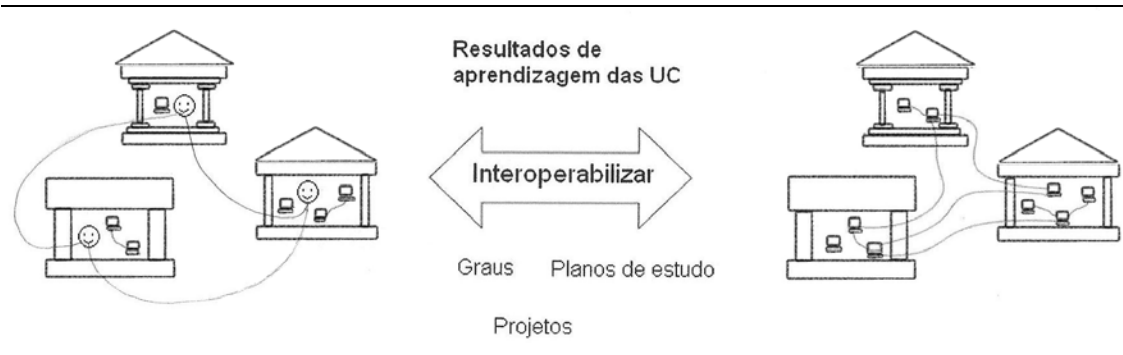 Resultados de
aprendizagem das UC
Interoperabilizar
Graus
Planos de estudo
Projetos